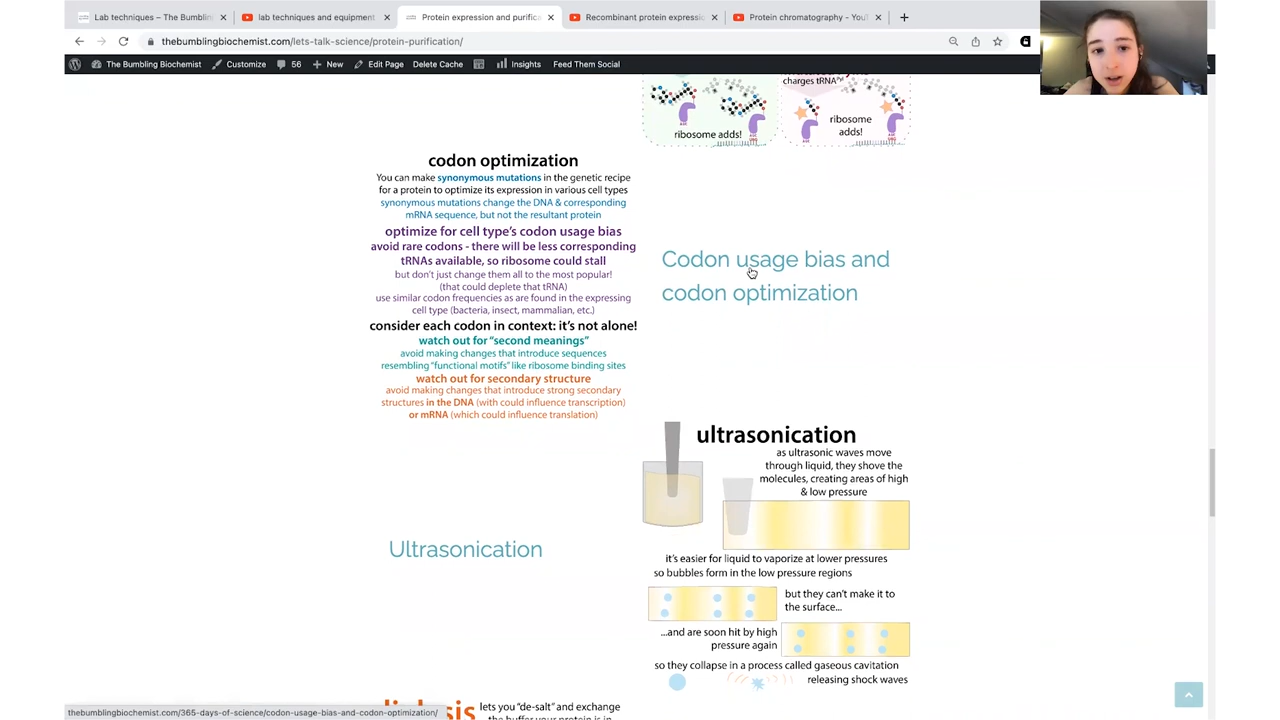 Lab techniques – The Bumblin
lab techniques and equipment
Protein expression and purifica
Recombinant protein expressio
Protein chromatography - YouT
thebumblingbiochemist.com/lets-talk-science/protein-purification/
The Bumbling Biochemist
Customize
56
New
Edit Page
Delete Cache
Insights
Feed Them Social
charges tRNA
ribosome adds!
ribosome
adds!
codon optimization
You can make synonymous mutations in the genetic recipe
for a protein to optimize its expression in various cell types
synonymous mutations change the DNA & corresponding
mRNA sequence, but not the resultant protein
optimize for cell type's codon usage bias
avoid rare codons - there will be less corresponding
tRNAs available, so ribosome could stall
but don't just change them all to the most popular!
(that could deplete that tRNA)
use similar codon frequencies as are found in the expressing
cell type (bacteria, insect, mammalian, etc.)
consider each codon in context: it's not alone!
watch out for "second meanings"
avoid making changes that introduce sequences
resembling "functional motifs" like ribosome binding sites
watch out for secondary structure
avoid making changes that introduce strong secondary
structures in the DNA (with could influence transcription)
or mRNA (which could influence translation)
Codon usage bias and
codon optimization
Ultrasonication
ultrasonication
as ultrasonic waves move
through liquid, they shove the
molecules, creating areas of high
& low pressure
it's easier for liquid to vaporize at lower pressures
so bubbles form in the low pressure regions
but they can't make it to
the surface...
...and are soon hit by high
pressure again
so they collapse in a process called gaseous cavitation
releasing shock waves
lets you "de-salt" and exchange
the buffer your protein is in
thebumblingbiochemist.com/365-days-of-science/codon-usage-bias-and-codon-optimization/